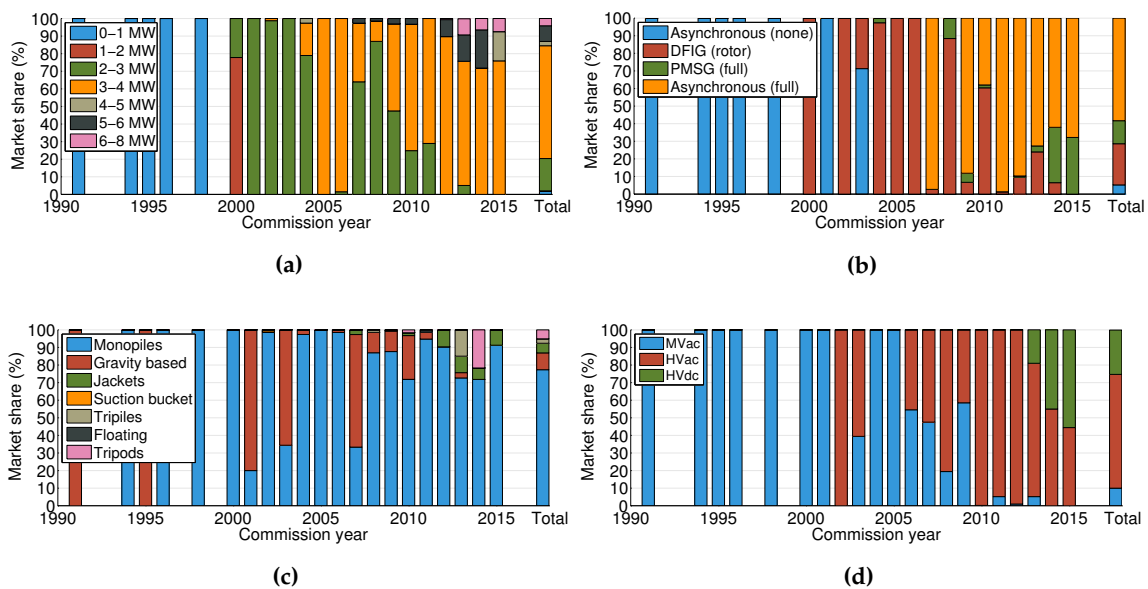 Market share (%)
100
90
80
70
60
50
40
30
20
10
0
0−1 MW
1−2 MW
2−3 MW
3−4 MW
4−5 MW
5−6 MW
6−8 MW
1990 1995 2000 2005 2010 2015 Total
Commission year
(a)
Market share (%)
100
90
80
70
60
50
40
30
20
10
0
Asynchronous (none)
DFIG (rotor)
PMSG (full)
Asynchronous (full)
1990 1995 2000 2005 2010 2015 Total
Commission year
(b)
Market share (%)
100
90
80
70
60
50
40
30
20
10
0
Monopiles
Gravity based
Jackets
Suction bucket
Tripiles
Floating
Tripods
1990 1995 2000 2005 2010 2015 Total
Commission year
(c)
Market share (%)
100
90
80
70
60
50
40
30
20
10
0
MVac
HVac
HVdc
1990 1995 2000 2005 2010 2015 Total
Commission year
(d)